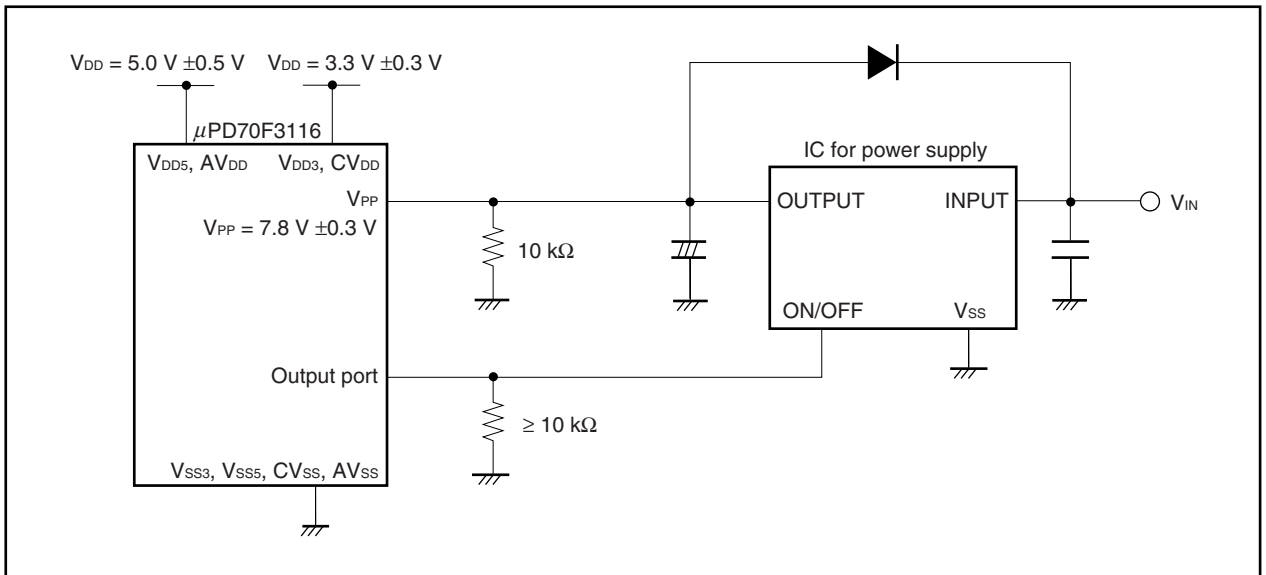 VDD = 5.0 V ±0.5 V
VDD = 3.3 V ±0.3 V
μPD70F3116
VDD5, AVDD
VDD3, CVDD
VPP
VPP = 7.8 V ±0.3 V
10 kΩ
IC for power supply
OUTPUT
INPUT
VIN
ON/OFF
VSS
Output port
≥ 10 kΩ
VSS3, VSS5, CVSS, AVSS